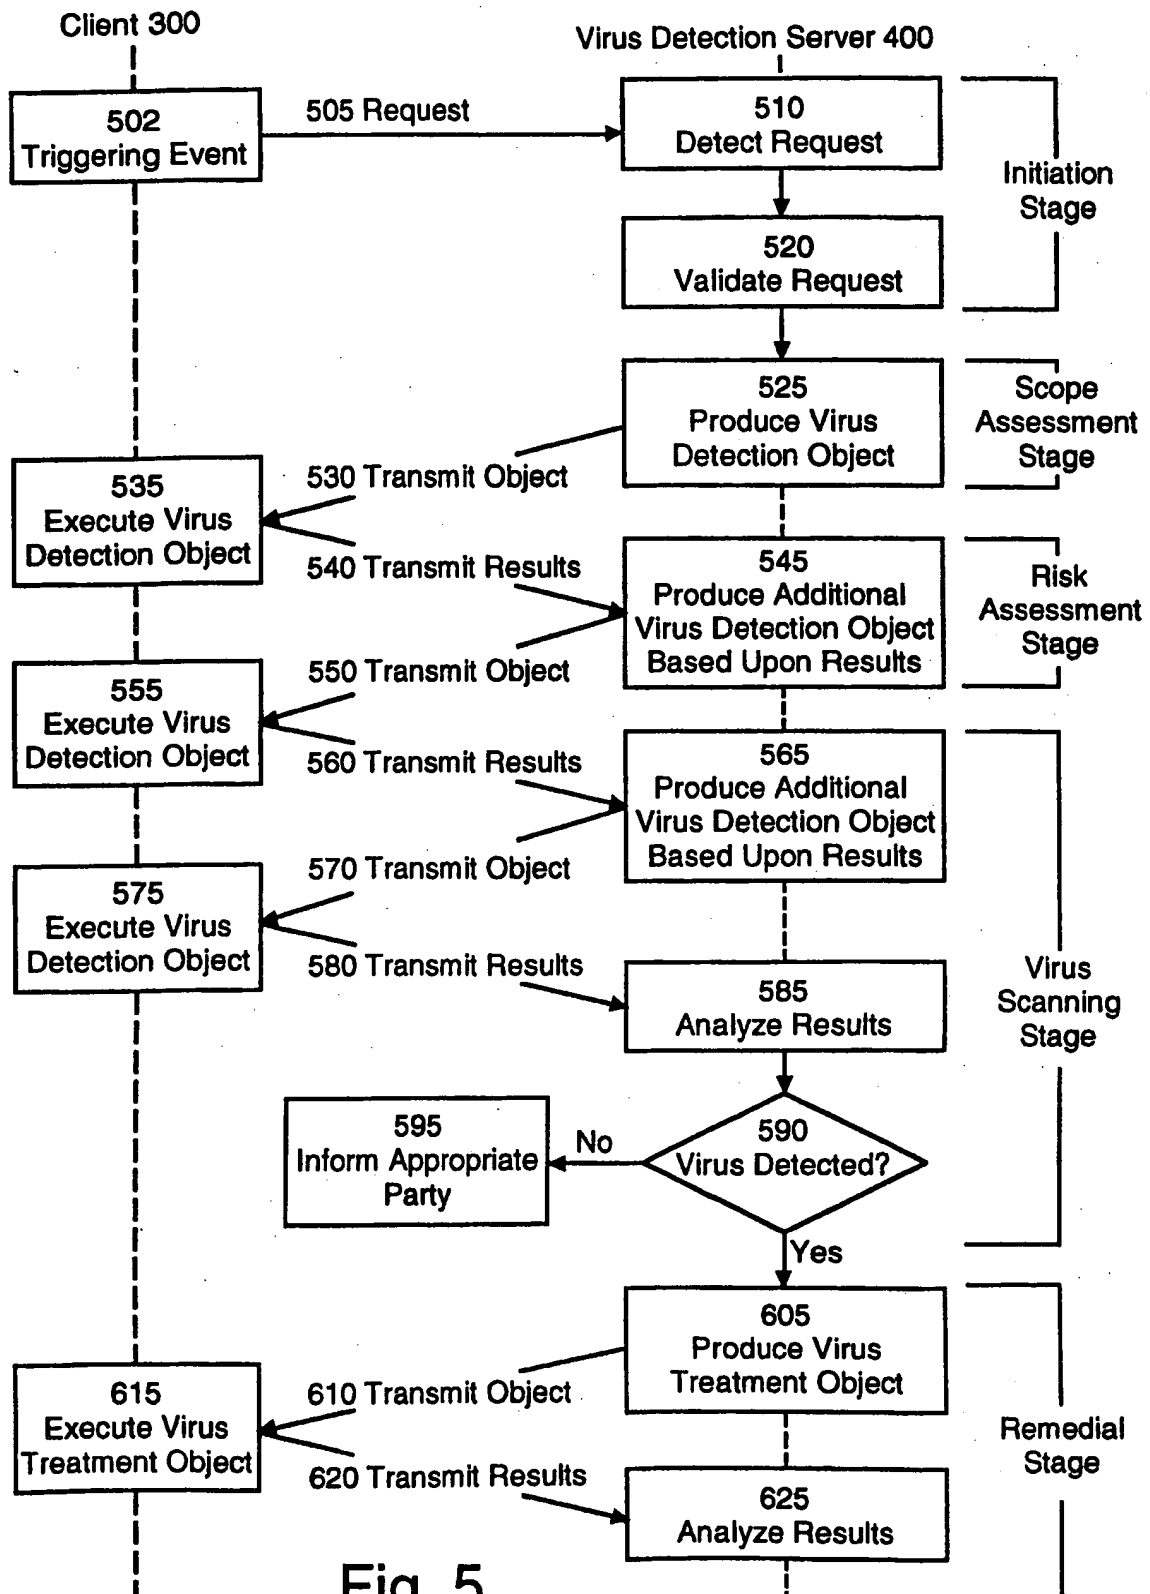 Client 300
Virus Detection Server 400
502
Triggering Event
505 Request
510
Detect Request
Initiation
Stage
520
Validate Request
525
Produce Virus
Detection Object
Scope
Assessment
Stage
530 Transmit Object
535
Execute Virus
Detection Object
540 Transmit Results
545
Produce Additional
Virus Detection Object
Based Upon Results
Risk
Assessment
Stage
550 Transmit Object
555
Execute Virus
Detection Object
560 Transmit Results
565
Produce Additional
Virus Detection Object
Based Upon Results
570 Transmit Object
575
Execute Virus
Detection Object
580 Transmit Results
585
Analyze Results
Virus
Scanning
Stage
590
Virus Detected?
No
595
Inform Appropriate
Party
Yes
605
Produce Virus
Treatment Object
610 Transmit Object
615
Execute Virus
Treatment Object
620 Transmit Results
625
Analyze Results
Remedial
Stage
Fig. 5